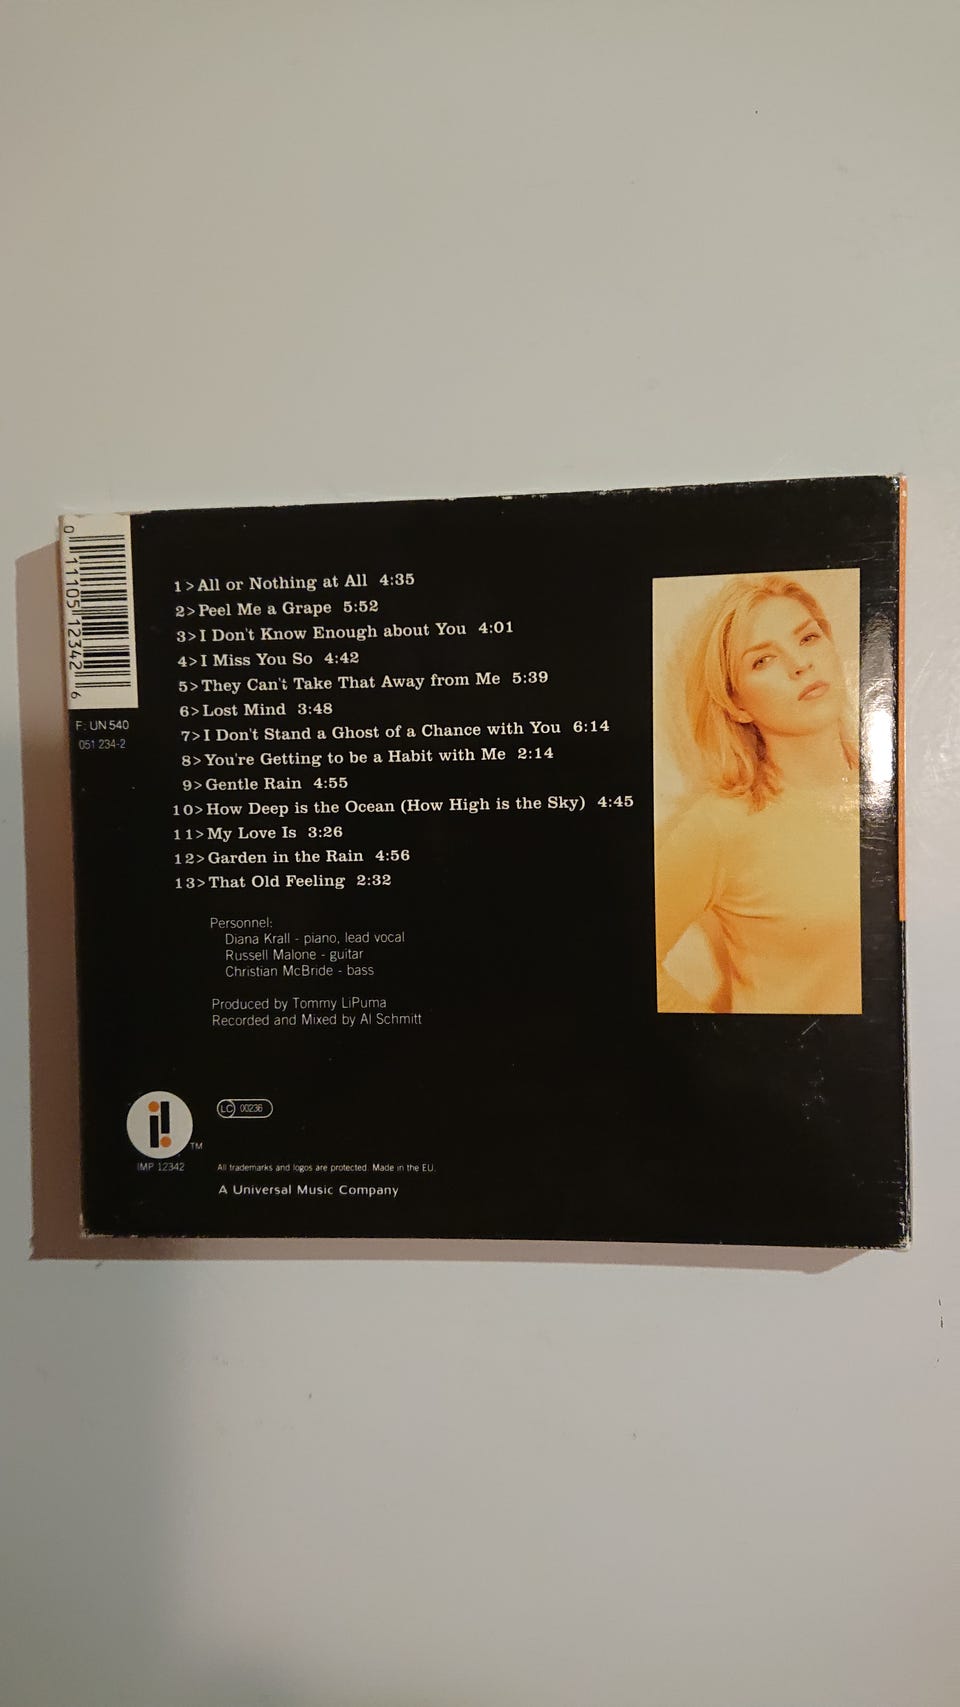 0 11105 12342 6
F: UN 540
051 234-2
1>All or Nothing at All 4:35
2>Peel Me a Grape 5:52
3>I Don't Know Enough about You 4:01
4>I Miss You So 4:42
5>They Can't Take That Away from Me 5:39
6>Lost Mind 3:48
7>I Don't Stand a Ghost of a Chance with You 6:14
8>You're Getting to be a Habit with Me 2:14
9>Gentle Rain 4:55
10>How Deep is the Ocean (How High is the Sky) 4:45
11>My Love Is 3:26
12>Garden in the Rain 4:56
13>That Old Feeling 2:32
Personnel:
Diana Krall - piano, lead vocal
Russell Malone - guitar
Christian McBride - bass
Produced by Tommy LiPuma
Recorded and Mixed by Al Schmitt
i! TM
IMP 12342
LC 00236
All trademarks and logos are protected. Made in the EU.
A Universal Music Company